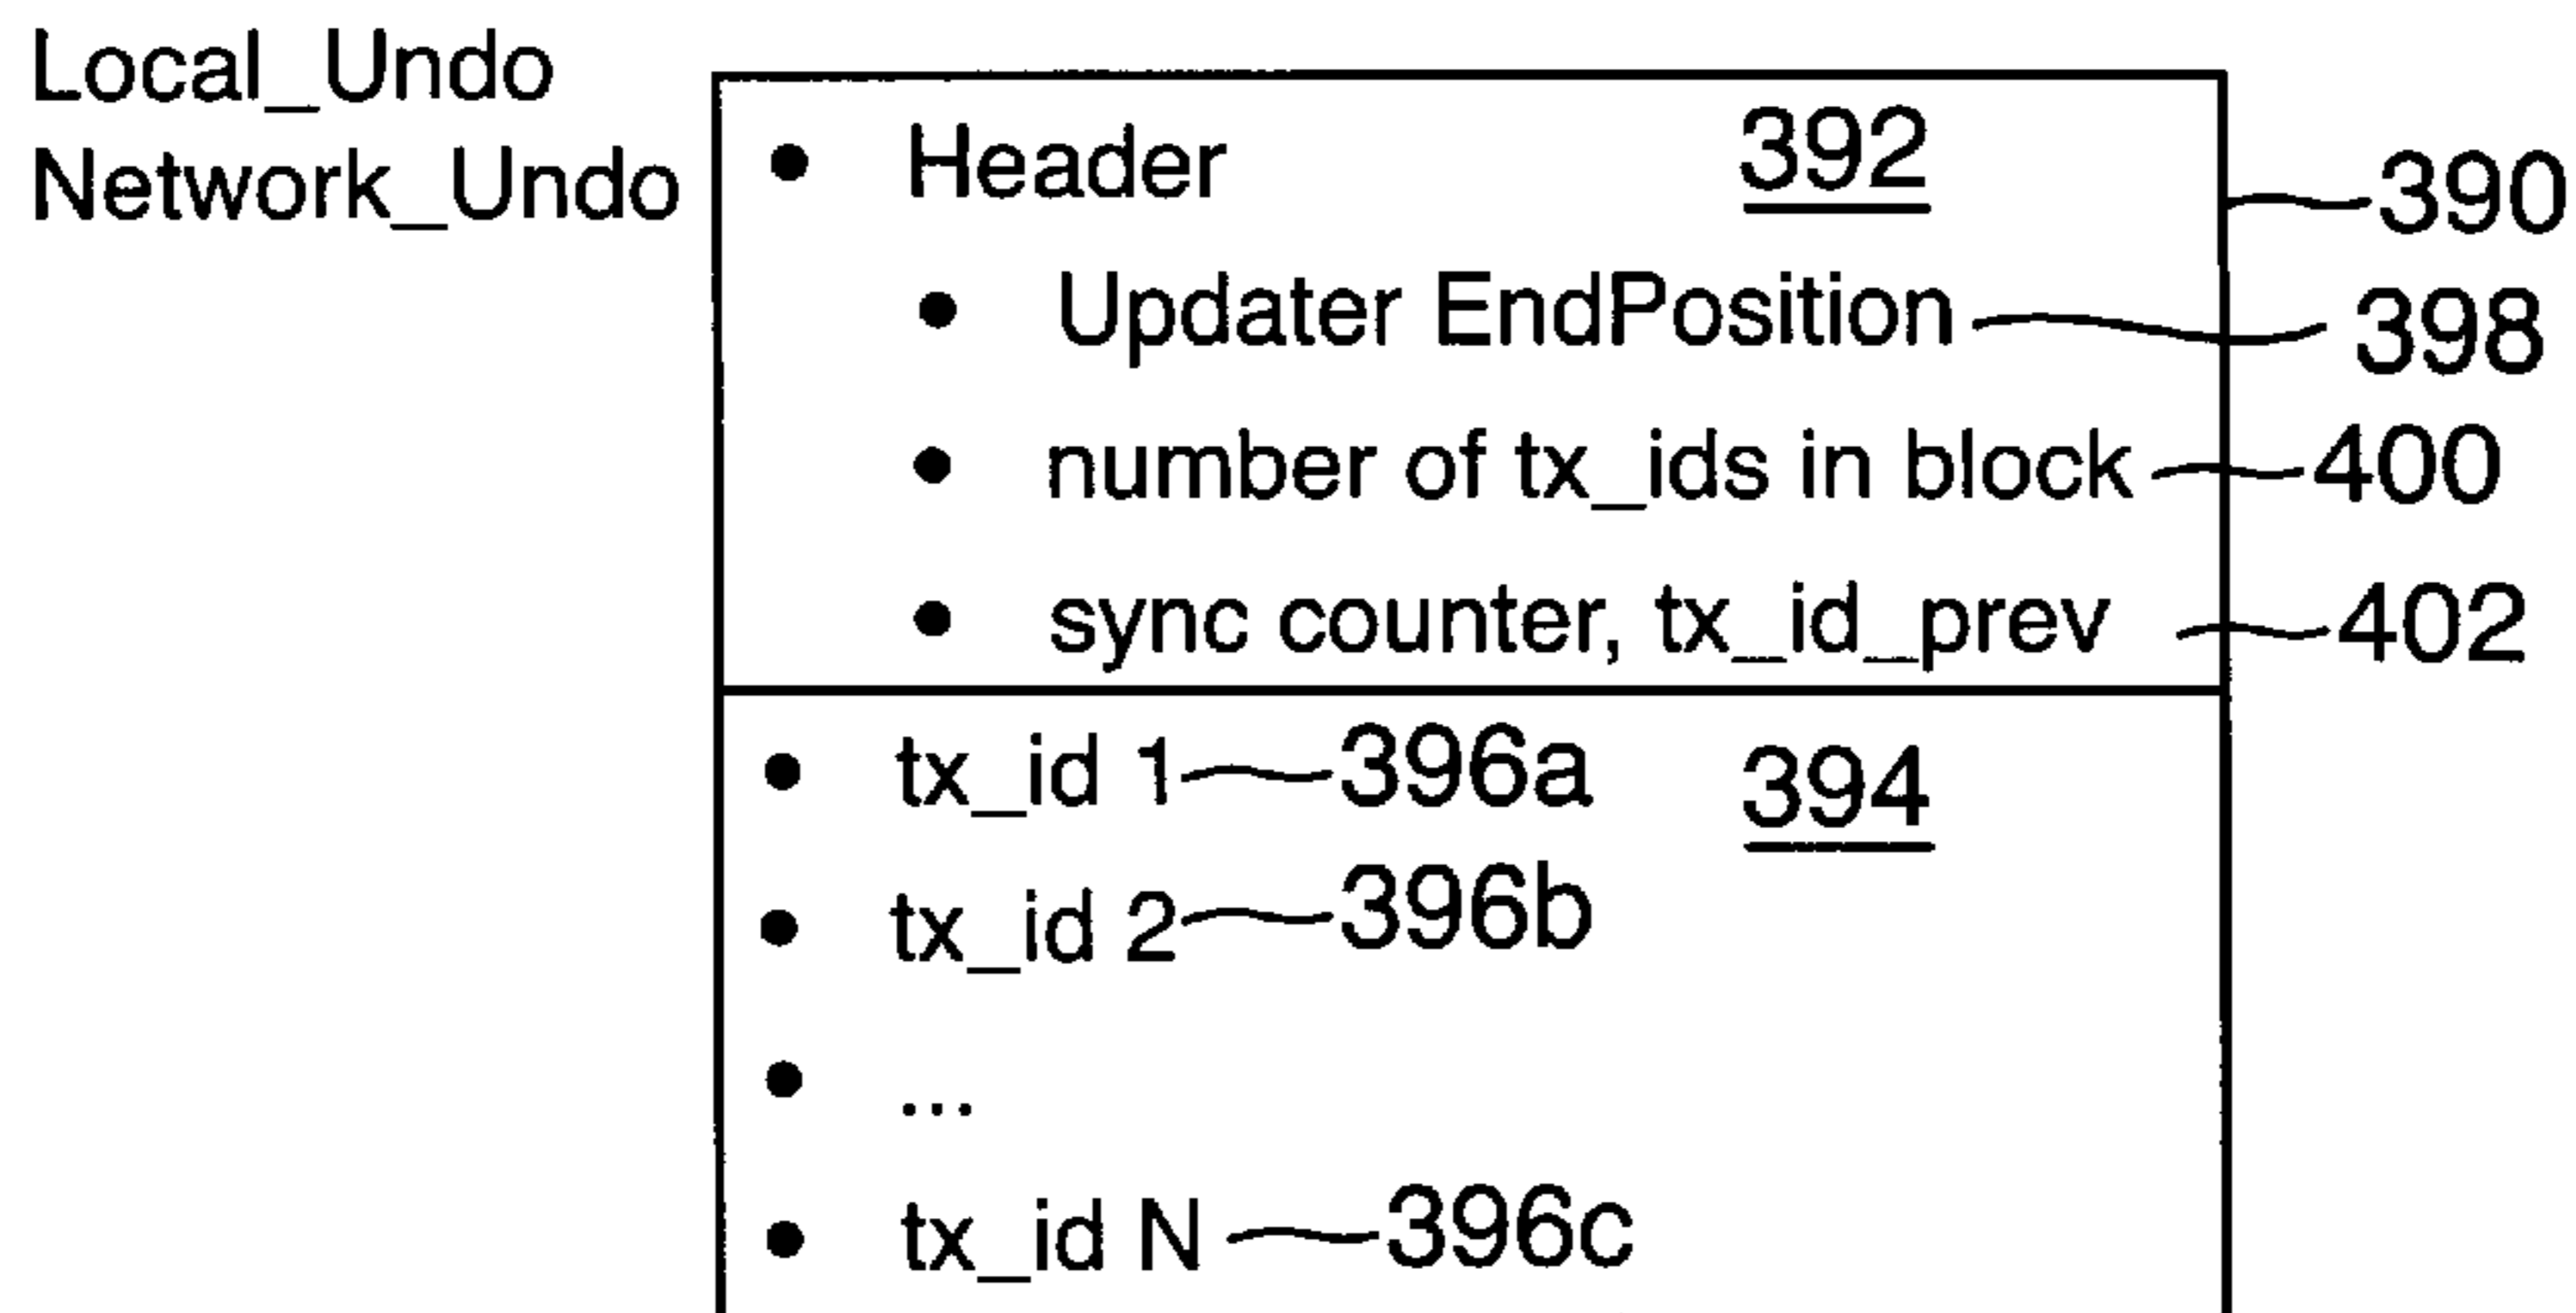 Local_Undo
Network_Undo
• Header 392
390
• Updater EndPosition 398
• number of tx_ids in block 400
• sync counter, tx_id_prev 402
• tx_id 1 396a 394
• tx_id 2 396b
• ...
• tx_id N 396c